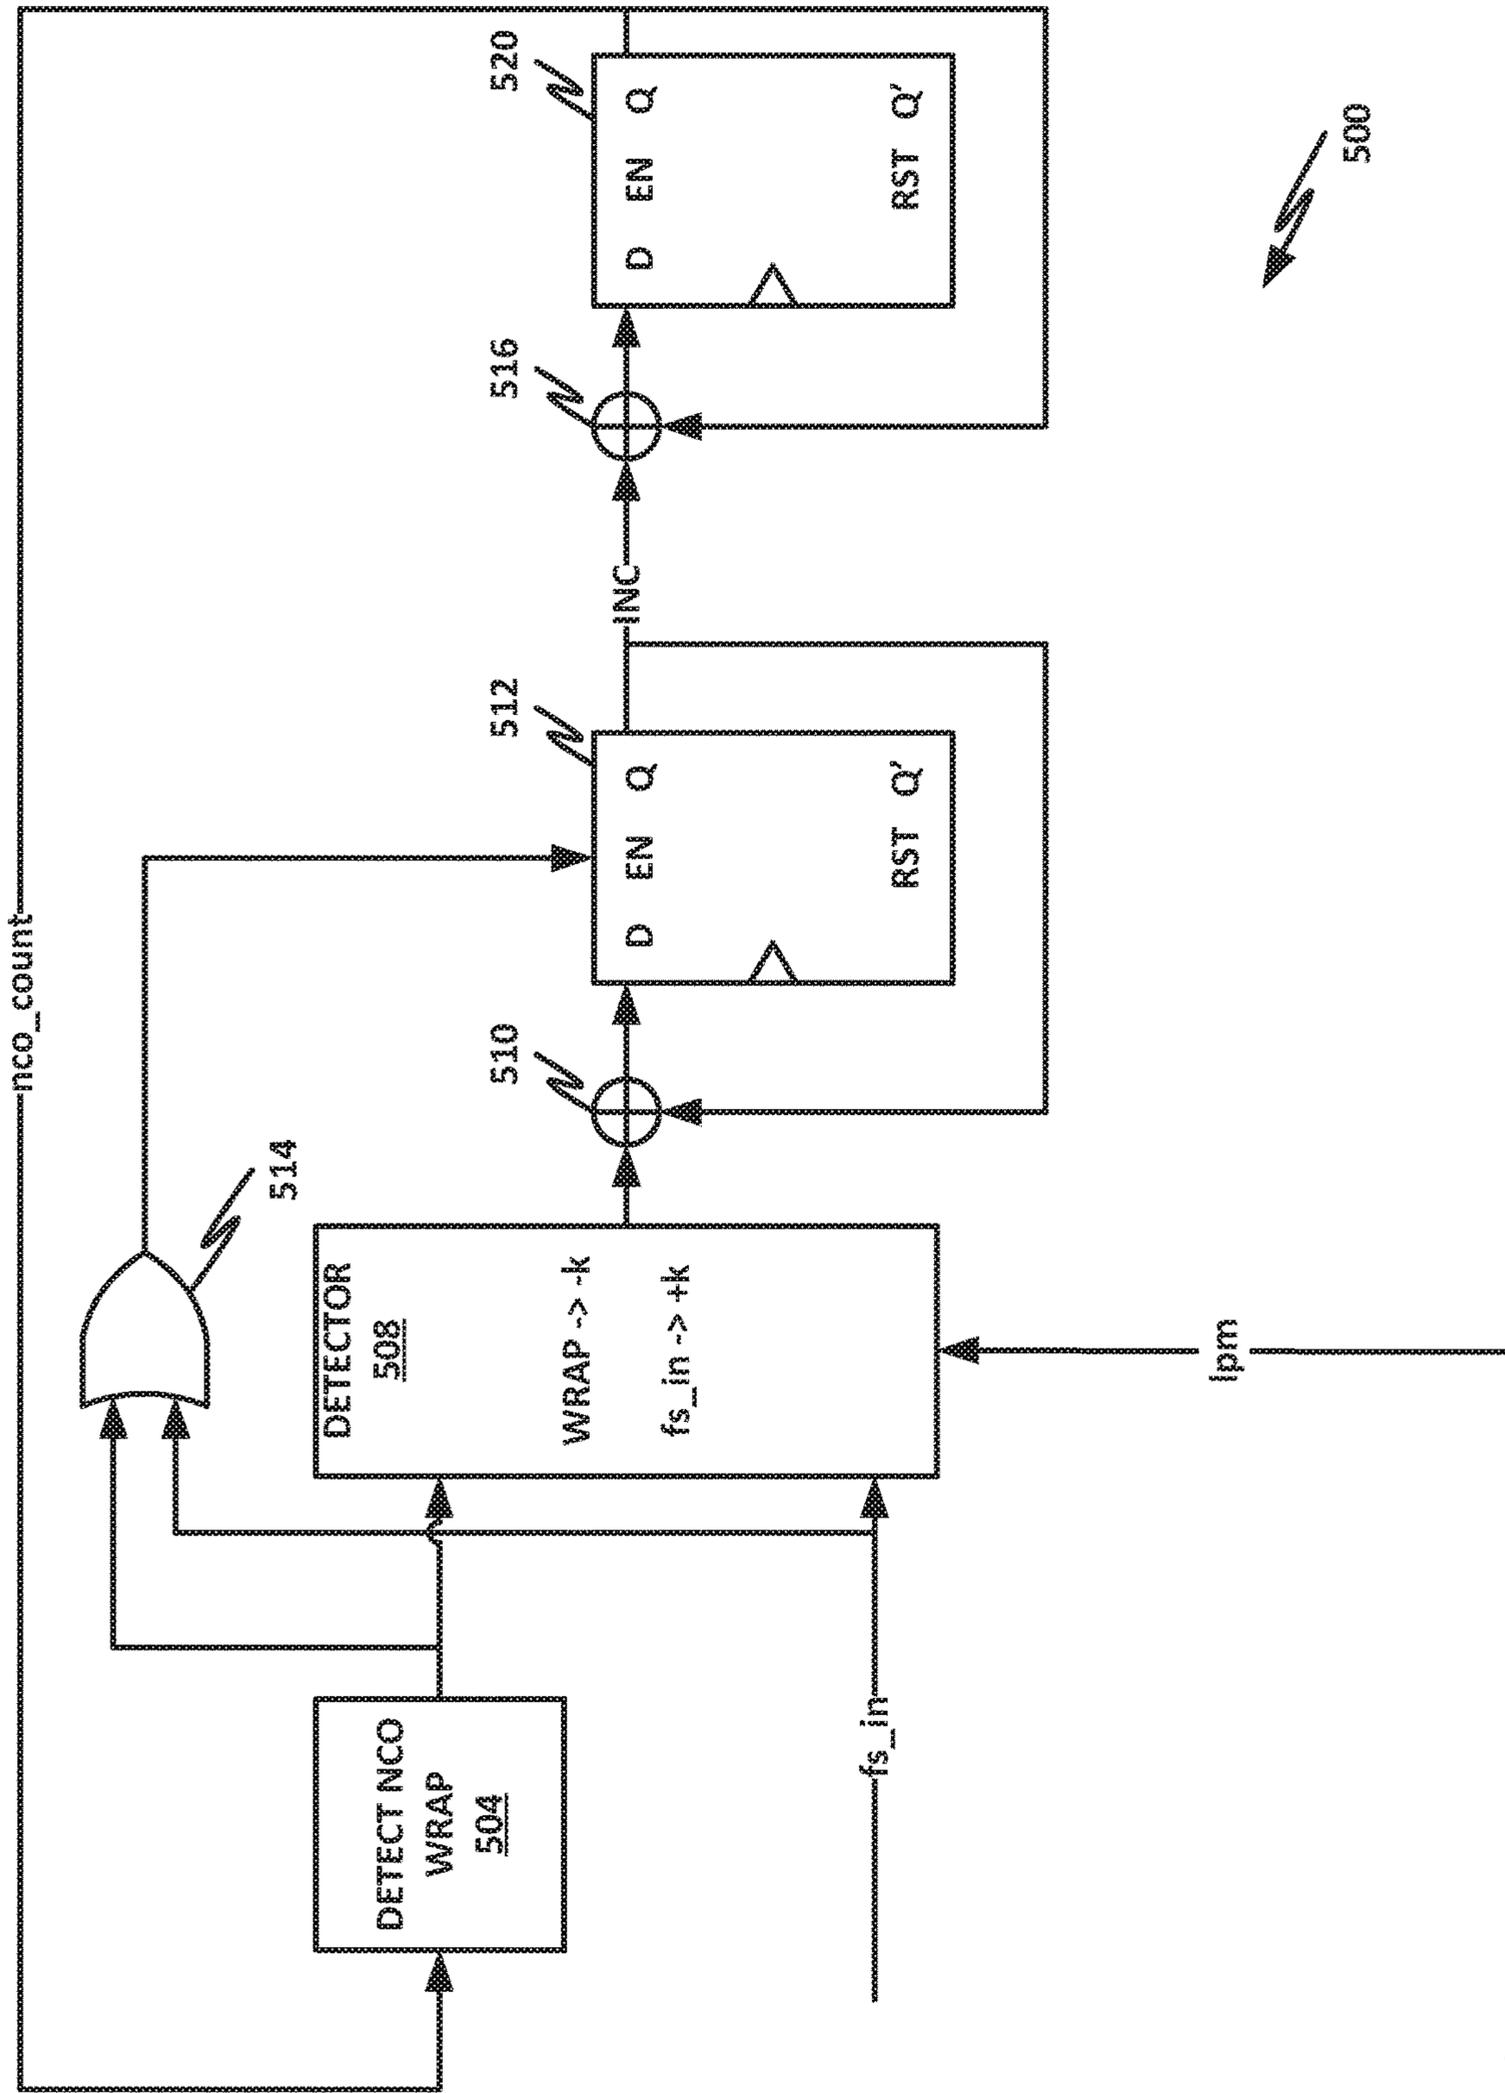 nco_count
DETECT NCO
WRAP
504
fs_in
514
DETECTOR
508
WRAP -> -k
fs_in -> +k
lpm
510
512
D EN Q
RST Q'
INC
516
520
D EN Q
RST Q'
500